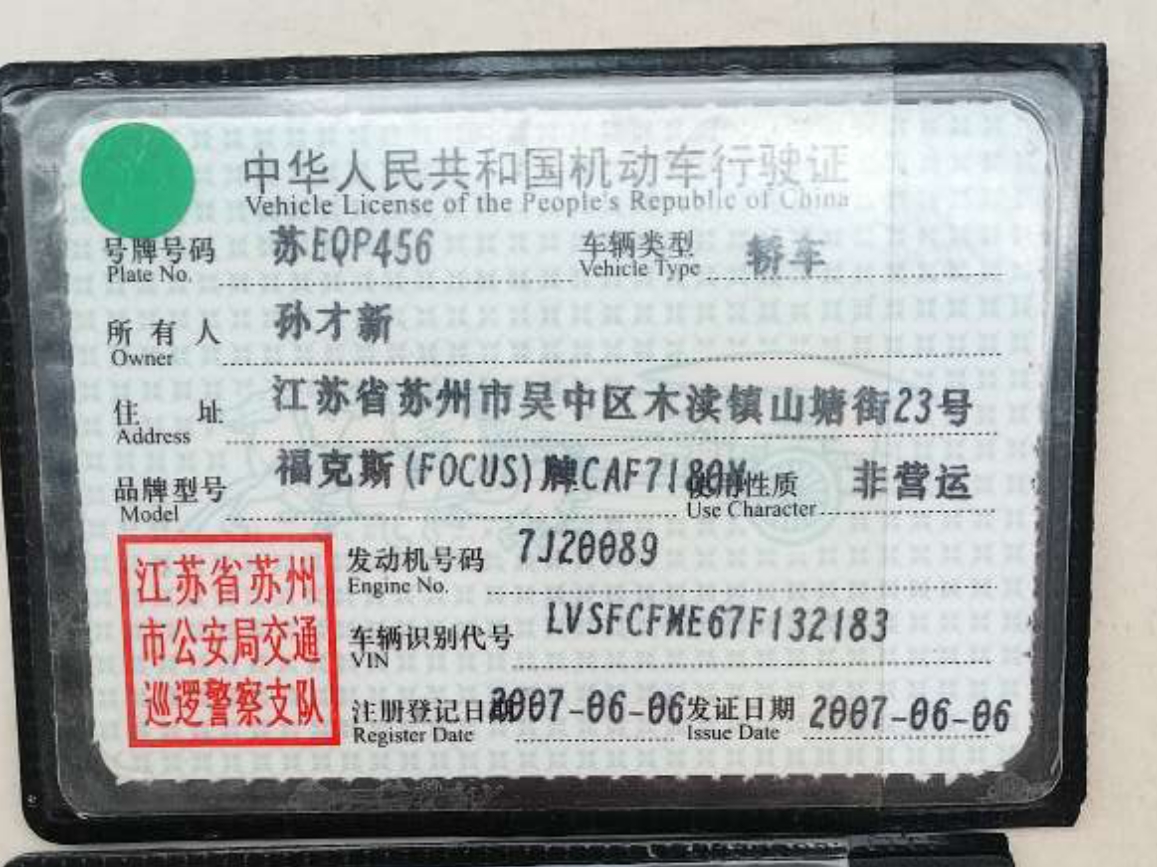 中华人民共和国机动车行驶证
Vehicle License of the People's Republic of China
号牌号码 苏EQP456 车辆类型 轿车
Plate No. Vehicle Type
所有人 孙才新
Owner
住址 江苏省苏州市吴中区木渎镇山塘街23号
Address
品牌型号 福克斯(FOCUS)牌CAF7180M 使用性质 非营运
Model Use Character
江苏省苏州
市公安局交通
巡逻警察支队
发动机号码 7J20089
Engine No.
车辆识别代号 LVSFCFME67F132183
VIN
注册登记日期 2007-06-06 发证日期 2007-06-06
Register Date Issue Date